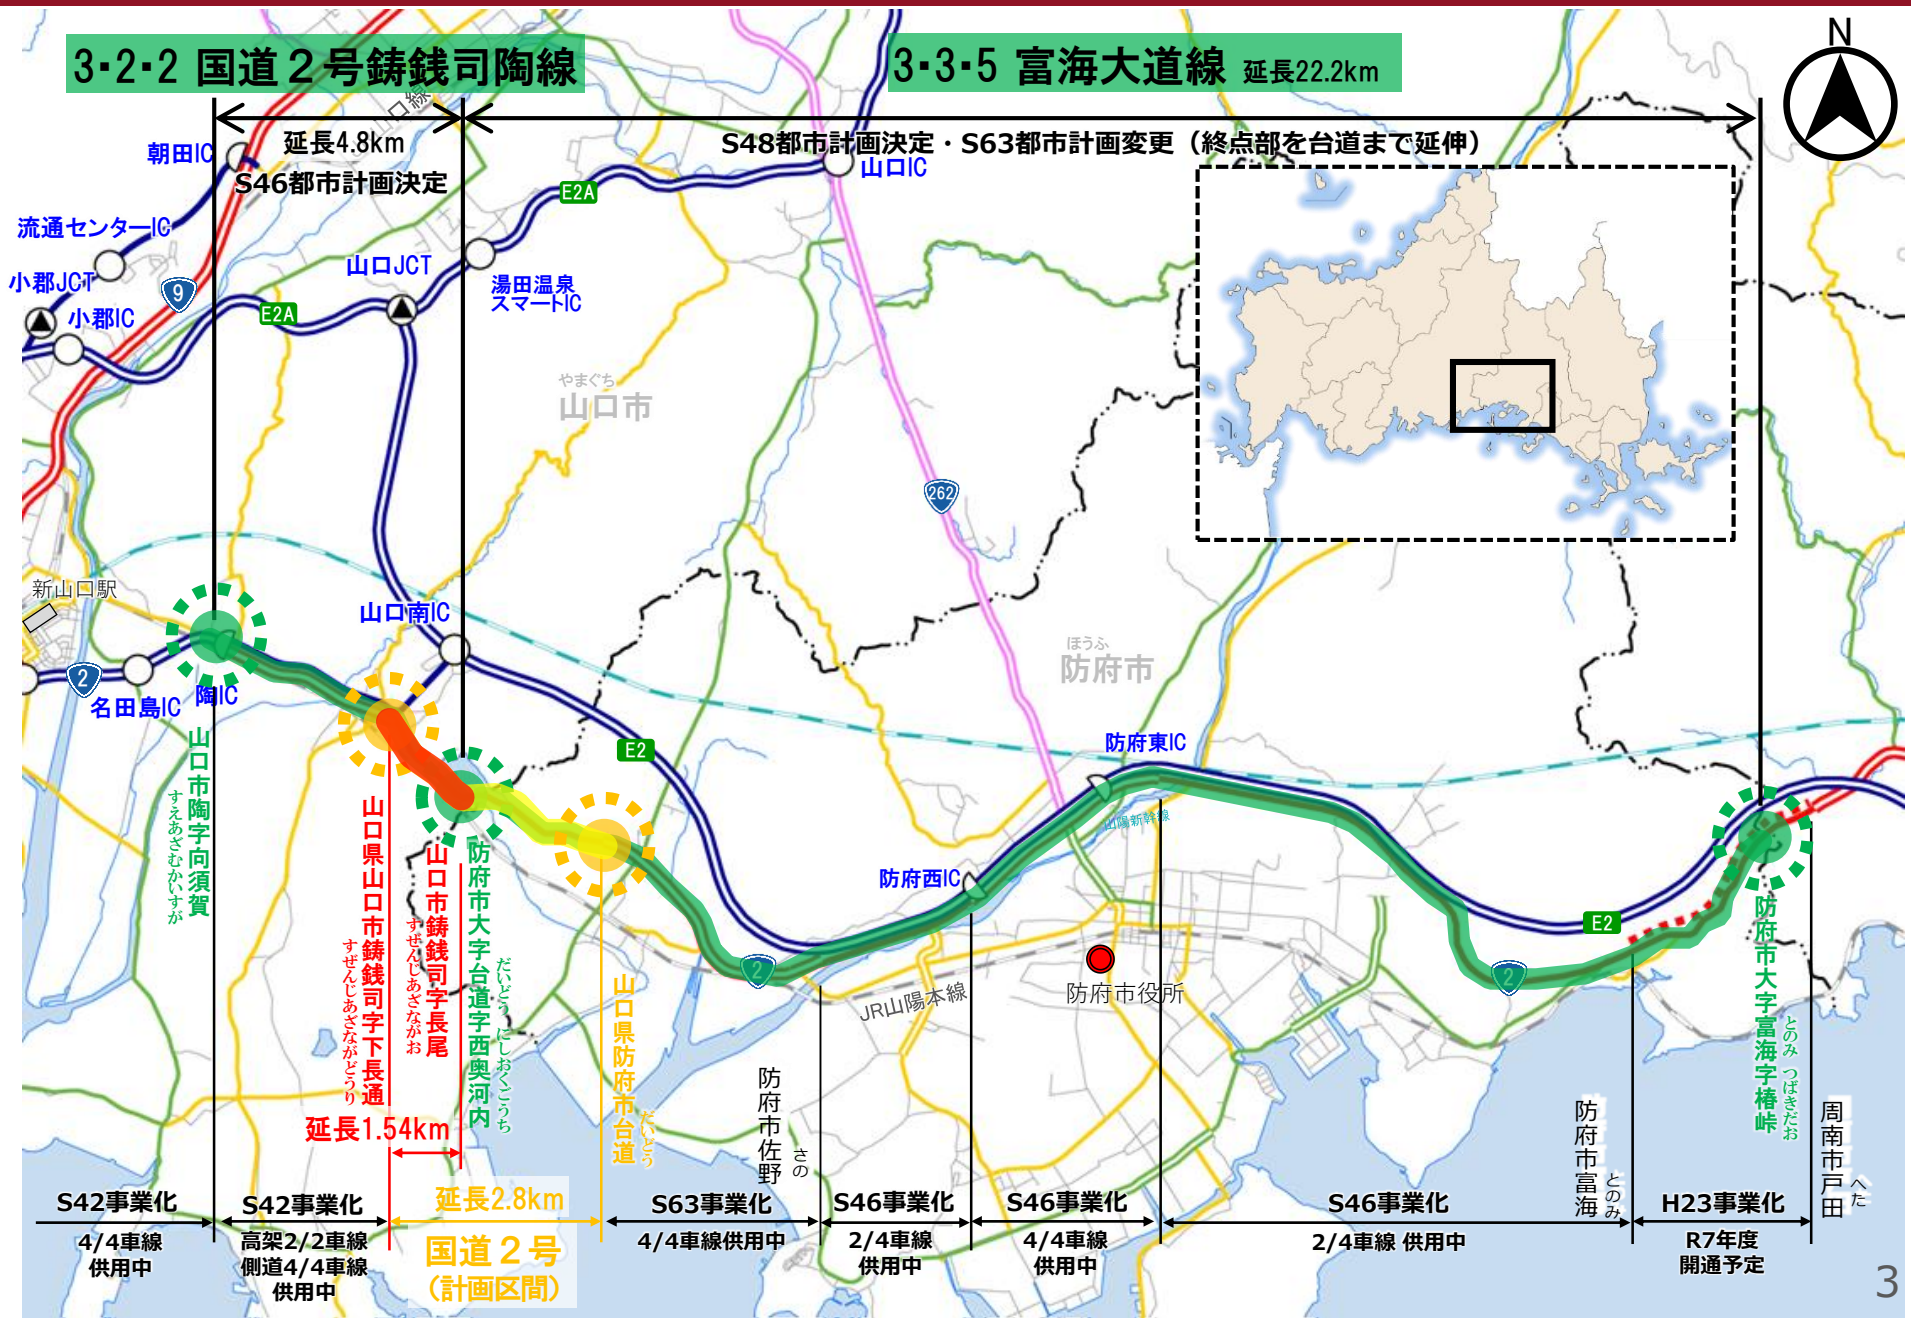 3・2・2 国道２号鋳銭司陶線
3・3・5 富海大道線 延長22.2km
N
山口線
延長4.8km
S46都市計画決定
S48都市計画決定・S63都市計画変更（終点部を台道まで延伸）
朝田IC
山口IC
E2A
流通センターIC
小郡JCT
9
小郡IC
E2A
山口JCT
湯田温泉
スマートIC
やまぐち
山口市
262
新山口駅
山口南IC
ほうふ
防府市
2
名田島IC
陶IC
E2
防府東IC
山陽新幹線
防府西IC
E2
2
2
JR山陽本線
防府市役所
山口市陶字向須賀
すえあざむかいすが
山口県山口市鋳銭司字下長通
すぜんじあざながどうり
山口市鋳銭司字長尾
すぜんじあざながお
防府市大字台道字西奥河内
だいどう にしおくごうち
山口県防府市台道
だいどう
防府市佐野
さの
防府市富海
とのみ
防府市大字富海字椿峠
とのみ つばきだお
周南市戸田
へた
延長1.54km
延長2.8km
国道２号
（計画区間）
S42事業化
4/4車線
供用中
S42事業化
高架2/2車線
側道4/4車線
供用中
S63事業化
4/4車線供用中
S46事業化
2/4車線
供用中
S46事業化
4/4車線
供用中
S46事業化
2/4車線 供用中
H23事業化
R7年度
開通予定
3